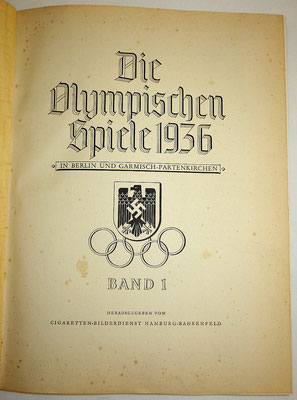 Die
Olympischen
Spiele 1936
IN BERLIN UND GARMISCH-PARTENKIRCHEN
BAND 1
HERAUSGEGEBEN VOM
CIGARETTEN-BILDERDIENST HAMBURG-BAHRENFELD